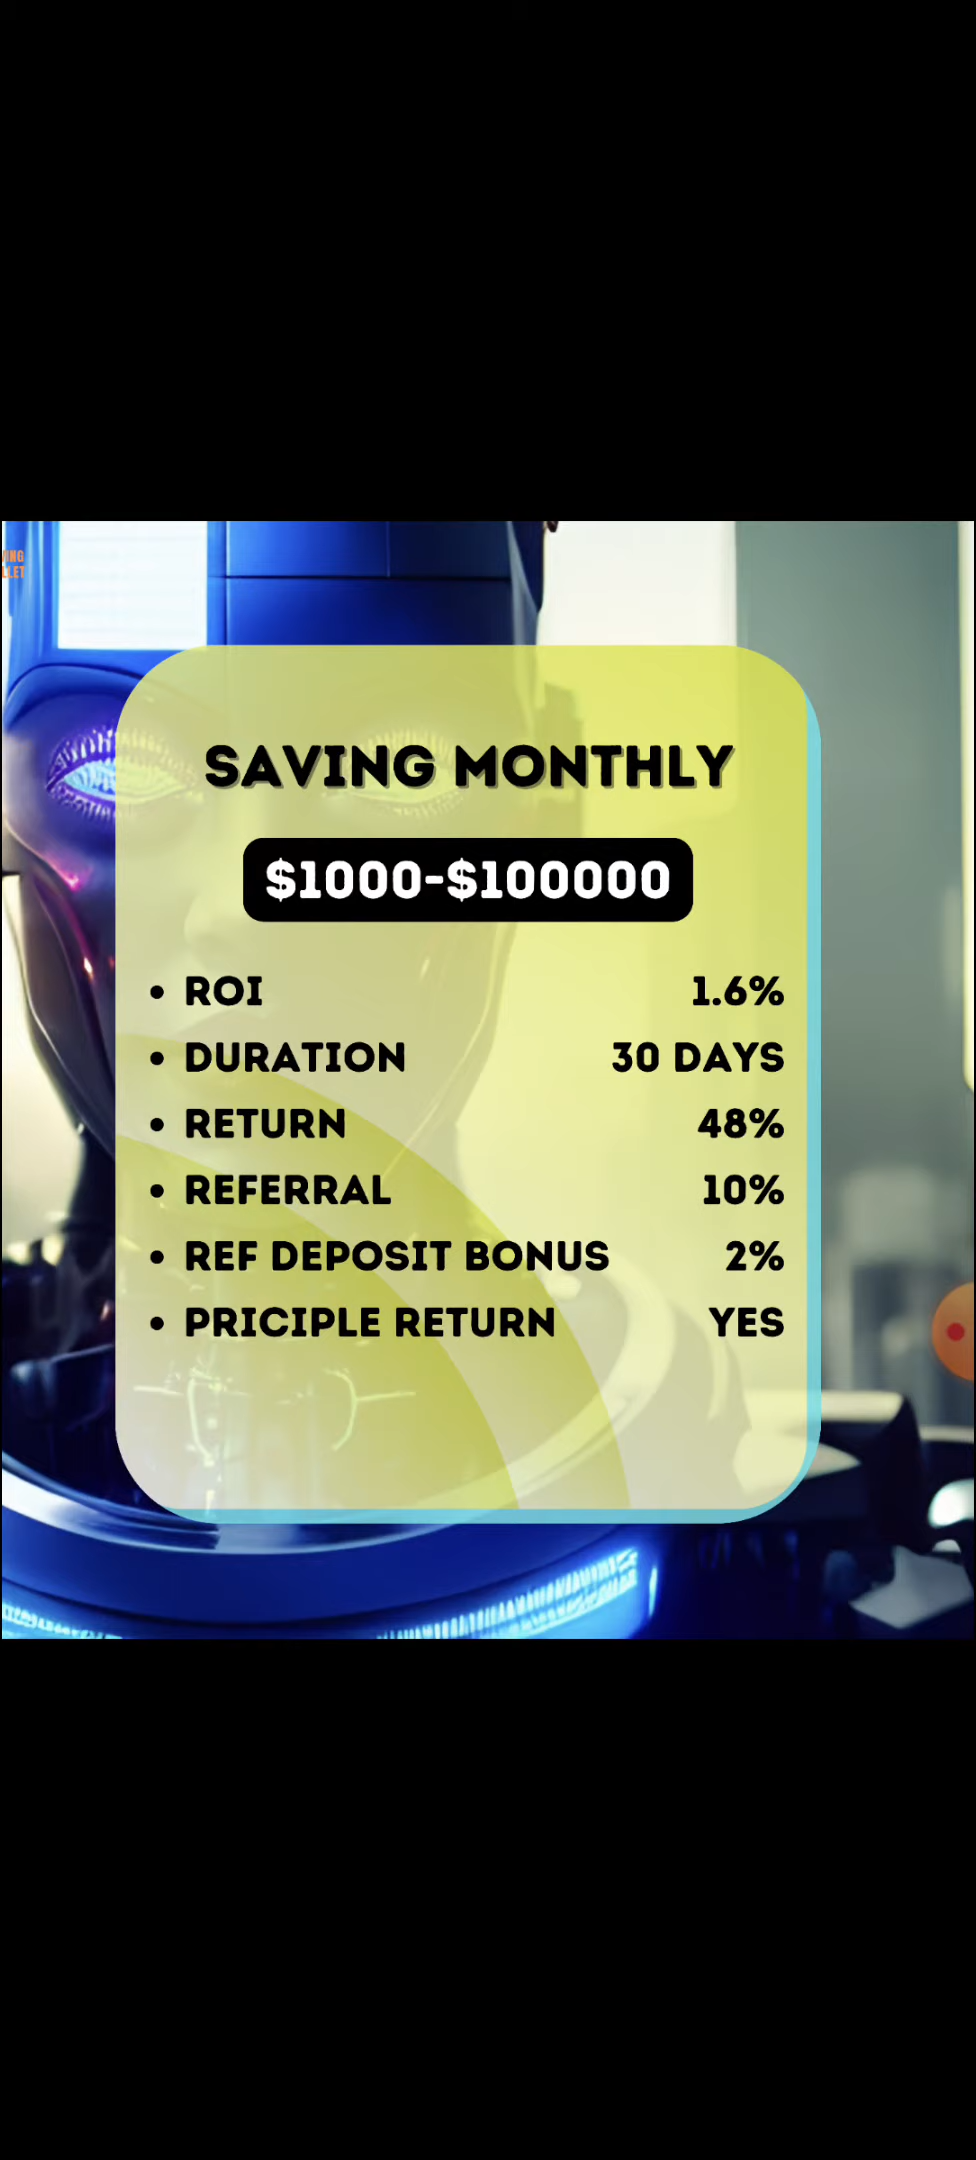 SAVING MONTHLY
$1000-$100000
• ROI 1.6%
• DURATION 30 DAYS
• RETURN 48%
• REFERRAL 10%
• REF DEPOSIT BONUS 2%
• PRICIPLE RETURN YES